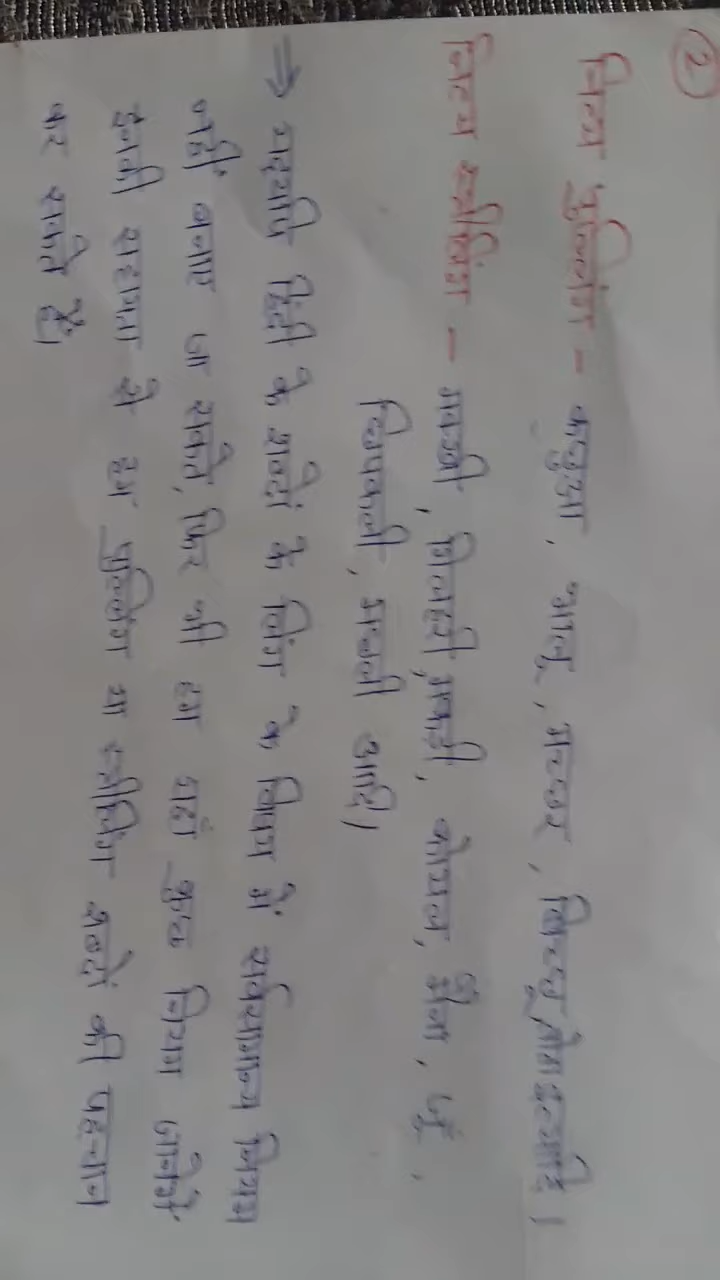 ②
नित्य पुल्लिंग - कछुआ, भालू, मच्छर, बिच्छू, इत्यादि।
नित्य स्त्रीलिंग - मक्खी, गिलहरी, मकड़ी, कोयल, मैना, जूँ,
छिपकली, मछली आदि।
⇒ यद्यपि हिंदी के शब्दों के लिंग के विषय में सर्वसामान्य नियम
नहीं बनाए जा सकते, फिर भी हम यहां कुछ नियम जानेंगे
इनकी सहायता से हम पुल्लिंग या स्त्रीलिंग शब्दों की पहचान
कर सकते हैं।